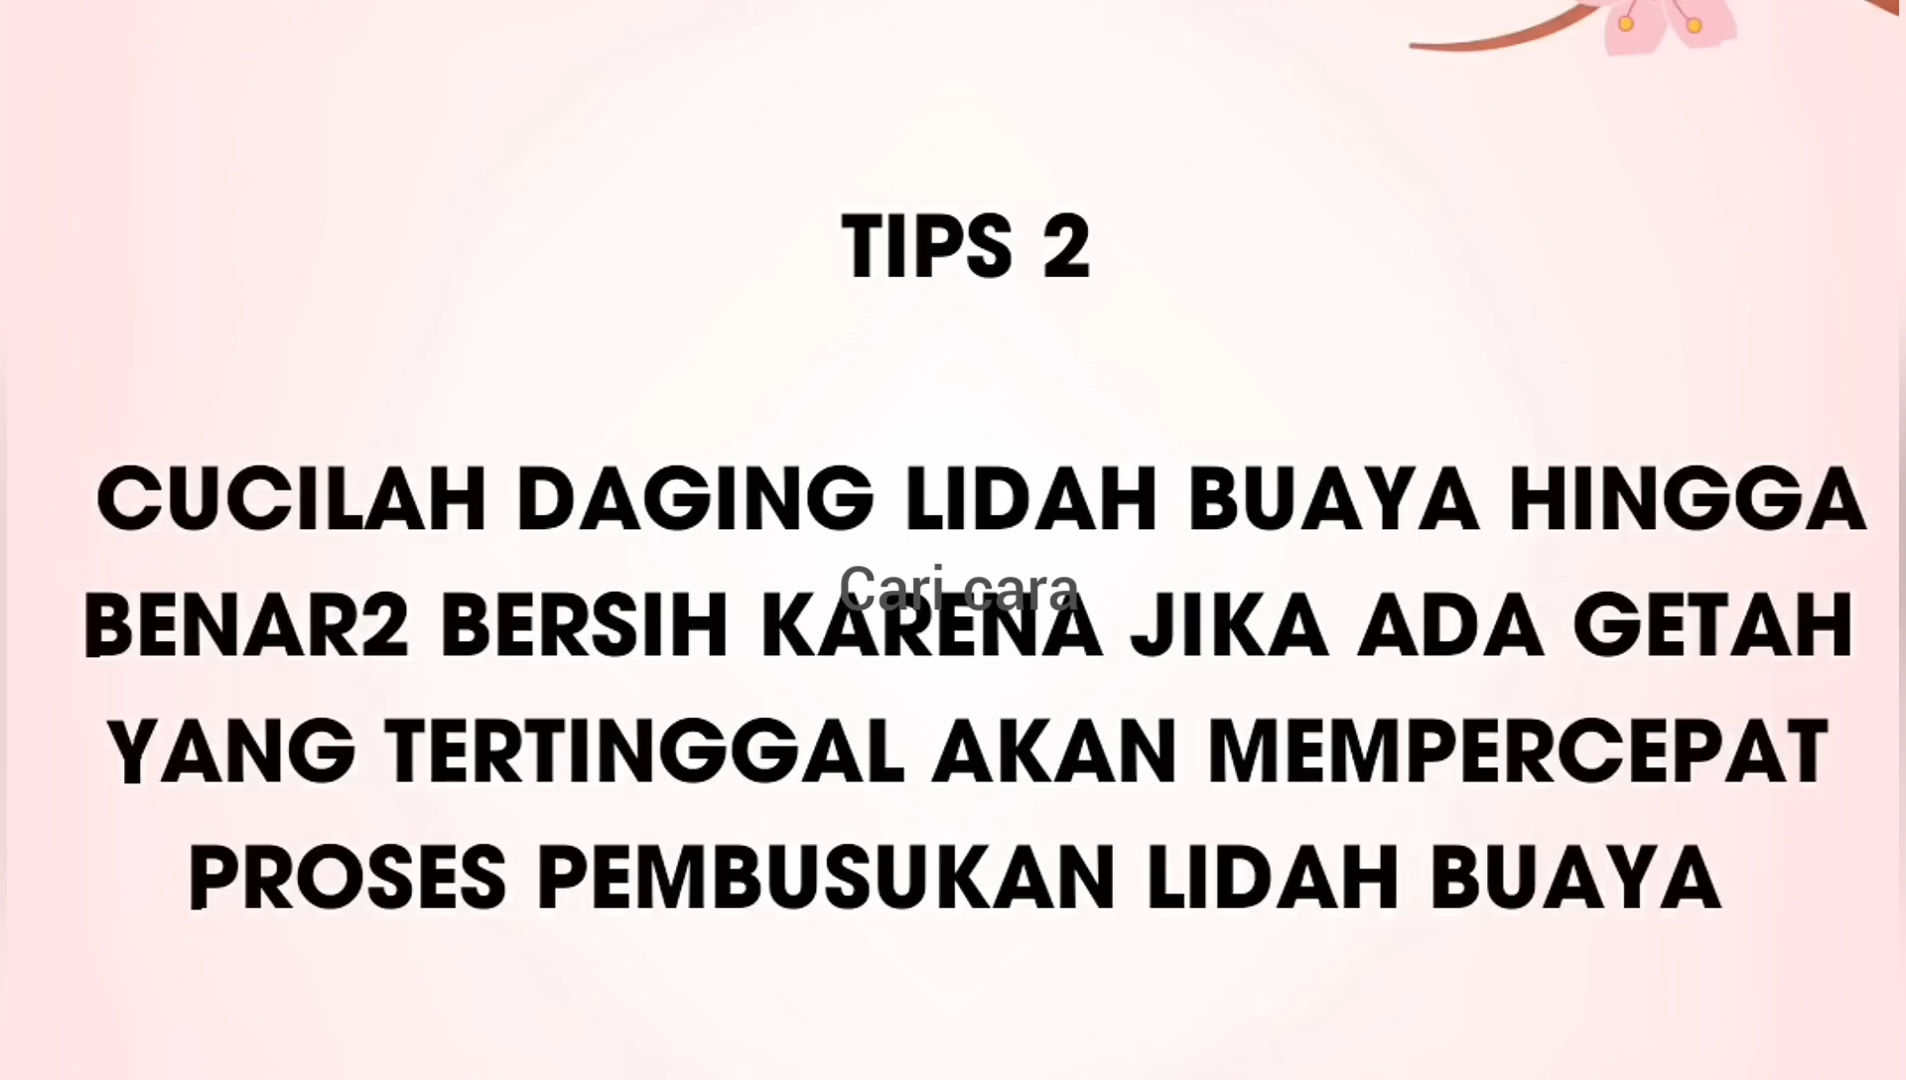 TIPS 2
CUCILAH DAGING LIDAH BUAYA HINGGA
Cari cara
BENAR2 BERSIH KARENA JIKA ADA GETAH
YANG TERTINGGAL AKAN MEMPERCEPAT
PROSES PEMBUSUKAN LIDAH BUAYA